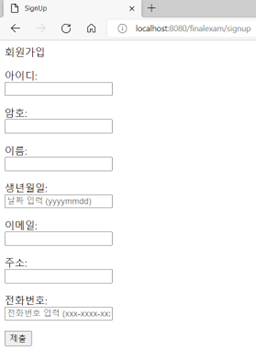 SignUp
localhost:8080/finalexam/signup
회원가입
아이디:
암호:
이름:
생년월일:
날짜 입력 (yyyymmdd)
이메일:
주소:
전화번호:
전화번호 입력 (xxx-xxxx-xx
제출